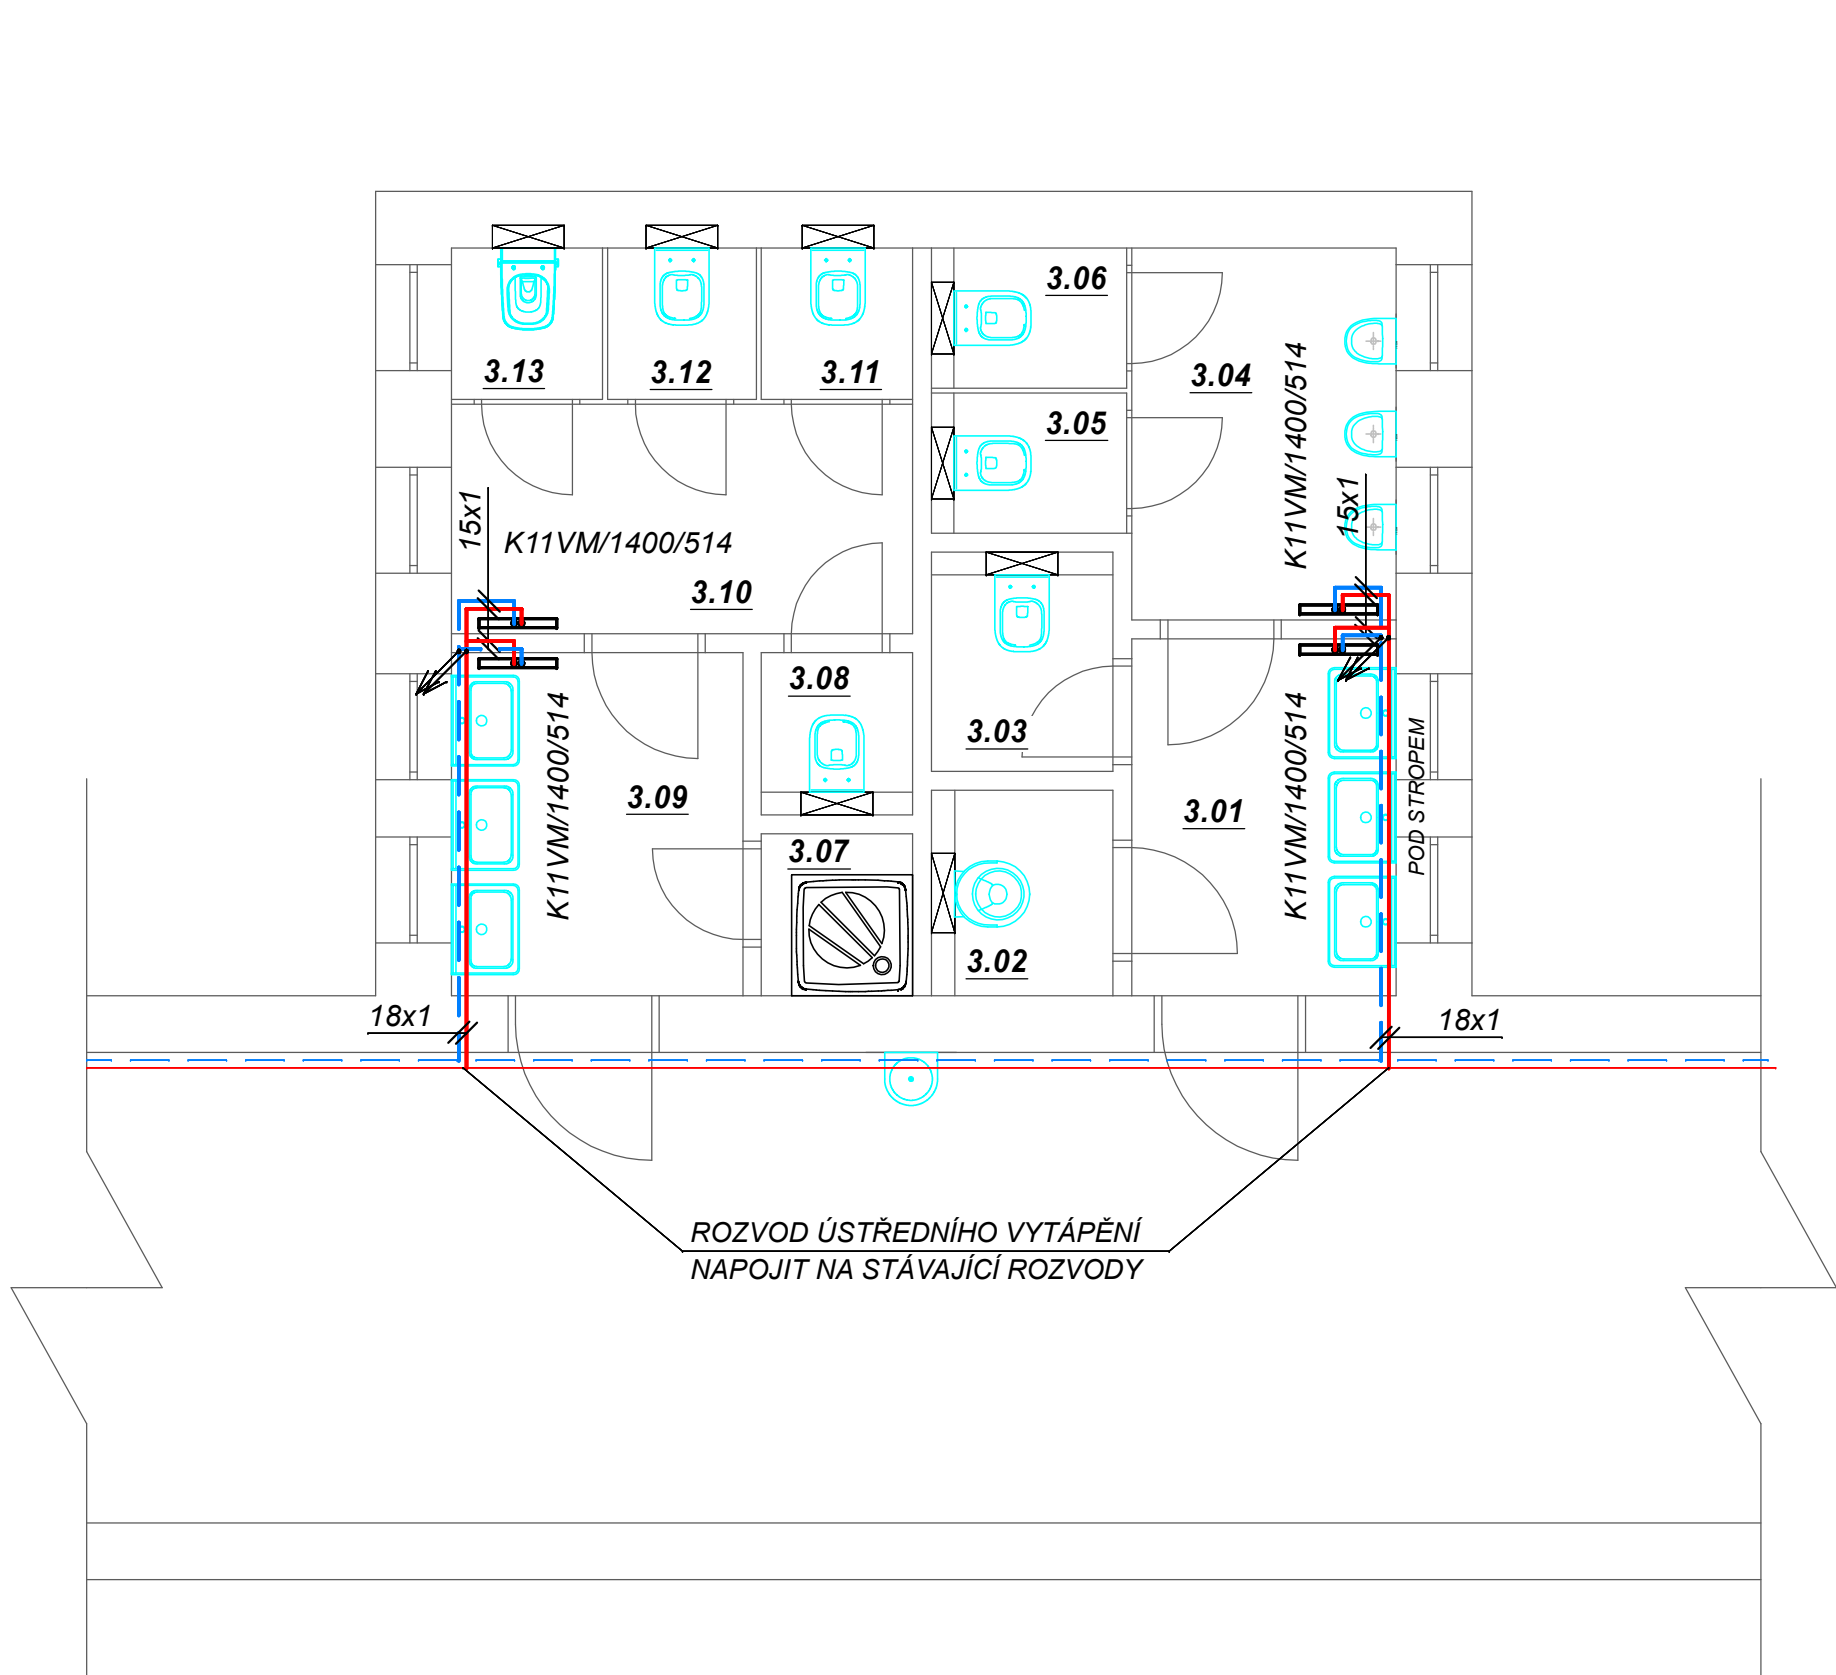 3.06
3.13
3.12
3.11
3.04
3.05
K11VM/1400/514
15x1
15x1
K11VM/1400/514
3.10
3.08
3.03
3.09
3.01
K11VM/1400/514
K11VM/1400/514
POD STROPEM
3.07
3.02
18x1
18x1
ROZVOD ÚSTŘEDNÍHO VYTÁPĚNÍ
NAPOJIT NA STÁVAJÍCÍ ROZVODY